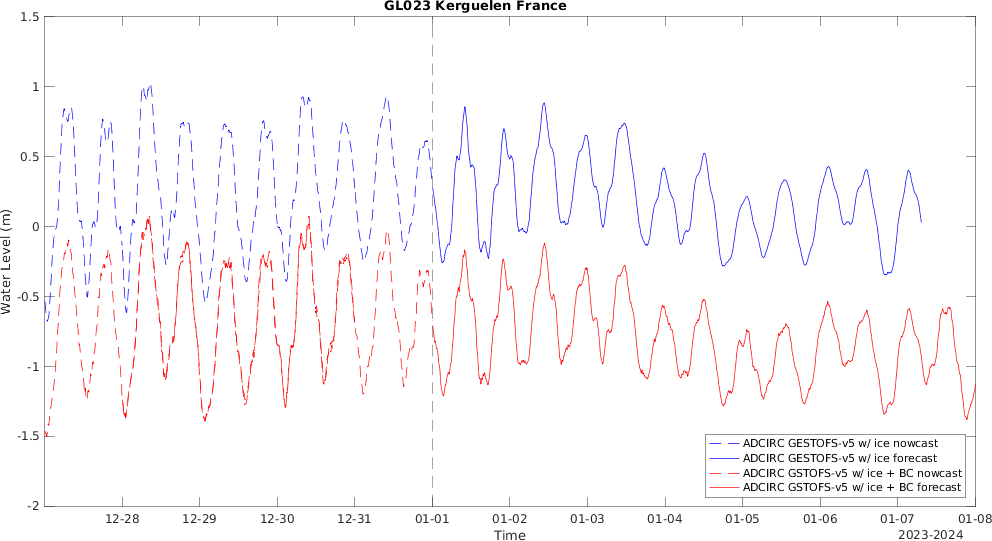 GL023 Kerguelen France
1.5
1
0.5
0
-0.5
-1
-1.5
-2
Water Level (m)
12-28 12-29 12-30 12-31 01-01 01-02 01-03 01-04 01-05 01-06 01-07 01-08
Time
2023-2024
ADCIRC GESTOFS-v5 w/ ice nowcast
ADCIRC GESTOFS-v5 w/ ice forecast
ADCIRC GSTOFS-v5 w/ ice + BC nowcast
ADCIRC GSTOFS-v5 w/ ice + BC forecast